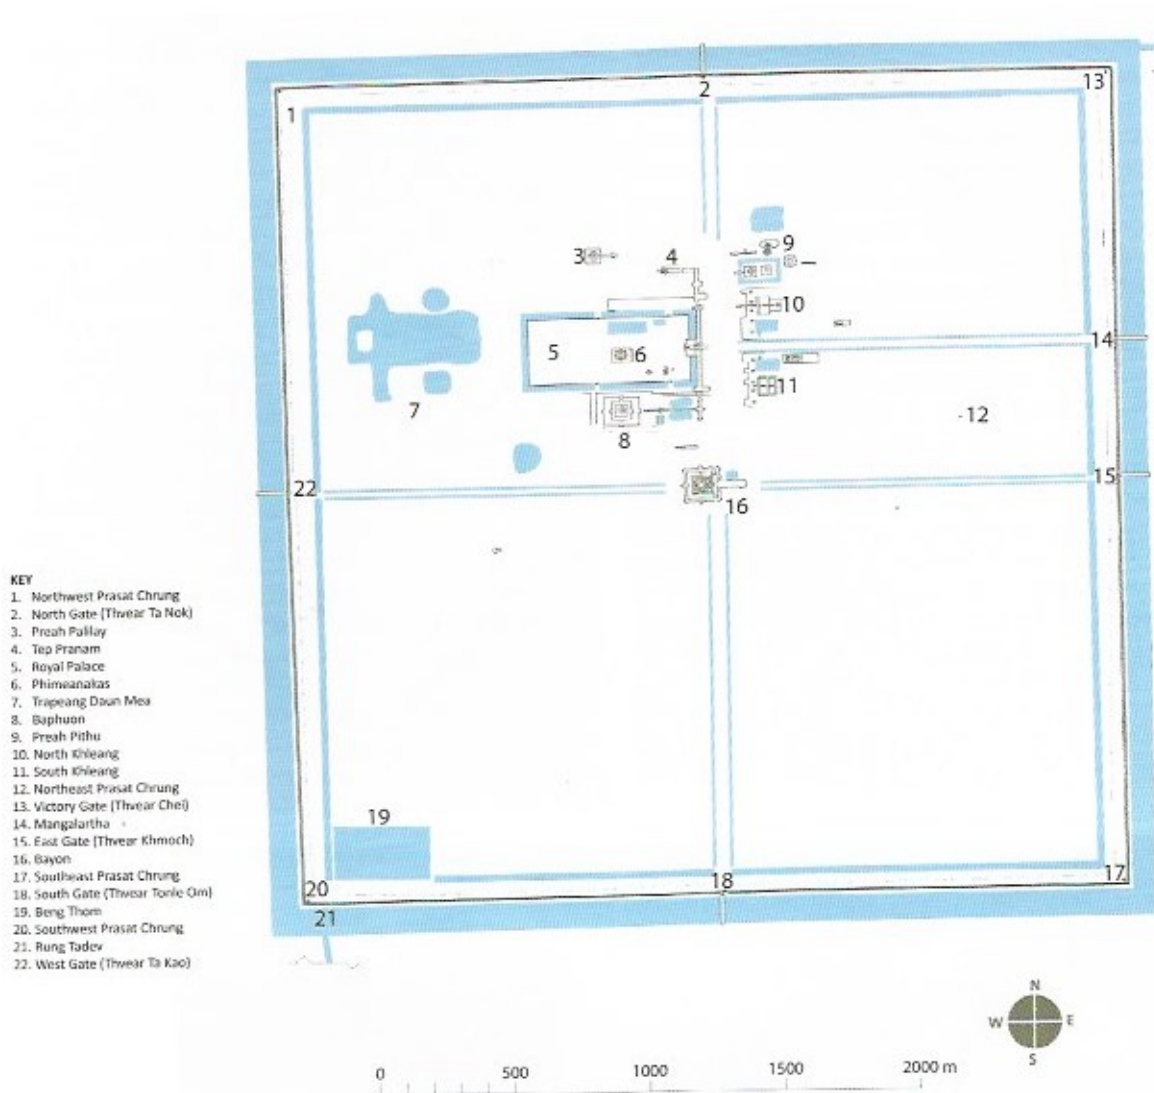 2
13
1
9
3
4
10
14
5
6
11
7
12
8
22
15
16
KEY
1. Northwest Prasat Chrung
2. North Gate (Thvear Ta Nok)
3. Preah Palilay
4. Tep Pranam
5. Royal Palace
6. Phimeanakas
7. Trapeang Daun Mea
8. Baphuon
9. Preah Pithu
10. North Khleang
11. South Khleang
12. Northeast Prasat Chrung
13. Victory Gate (Thvear Chei)
14. Mangalartha
15. East Gate (Thvear Khmoch)
16. Bayon
17. Southeast Prasat Chrung
18. South Gate (Thvear Tonle Om)
19. Beng Thom
20. Southwest Prasat Chrung
21. Rung Tadev
22. West Gate (Thvear Ta Kao)
19
20
18
17
21
N
W E
S
0 500 1000 1500 2000 m